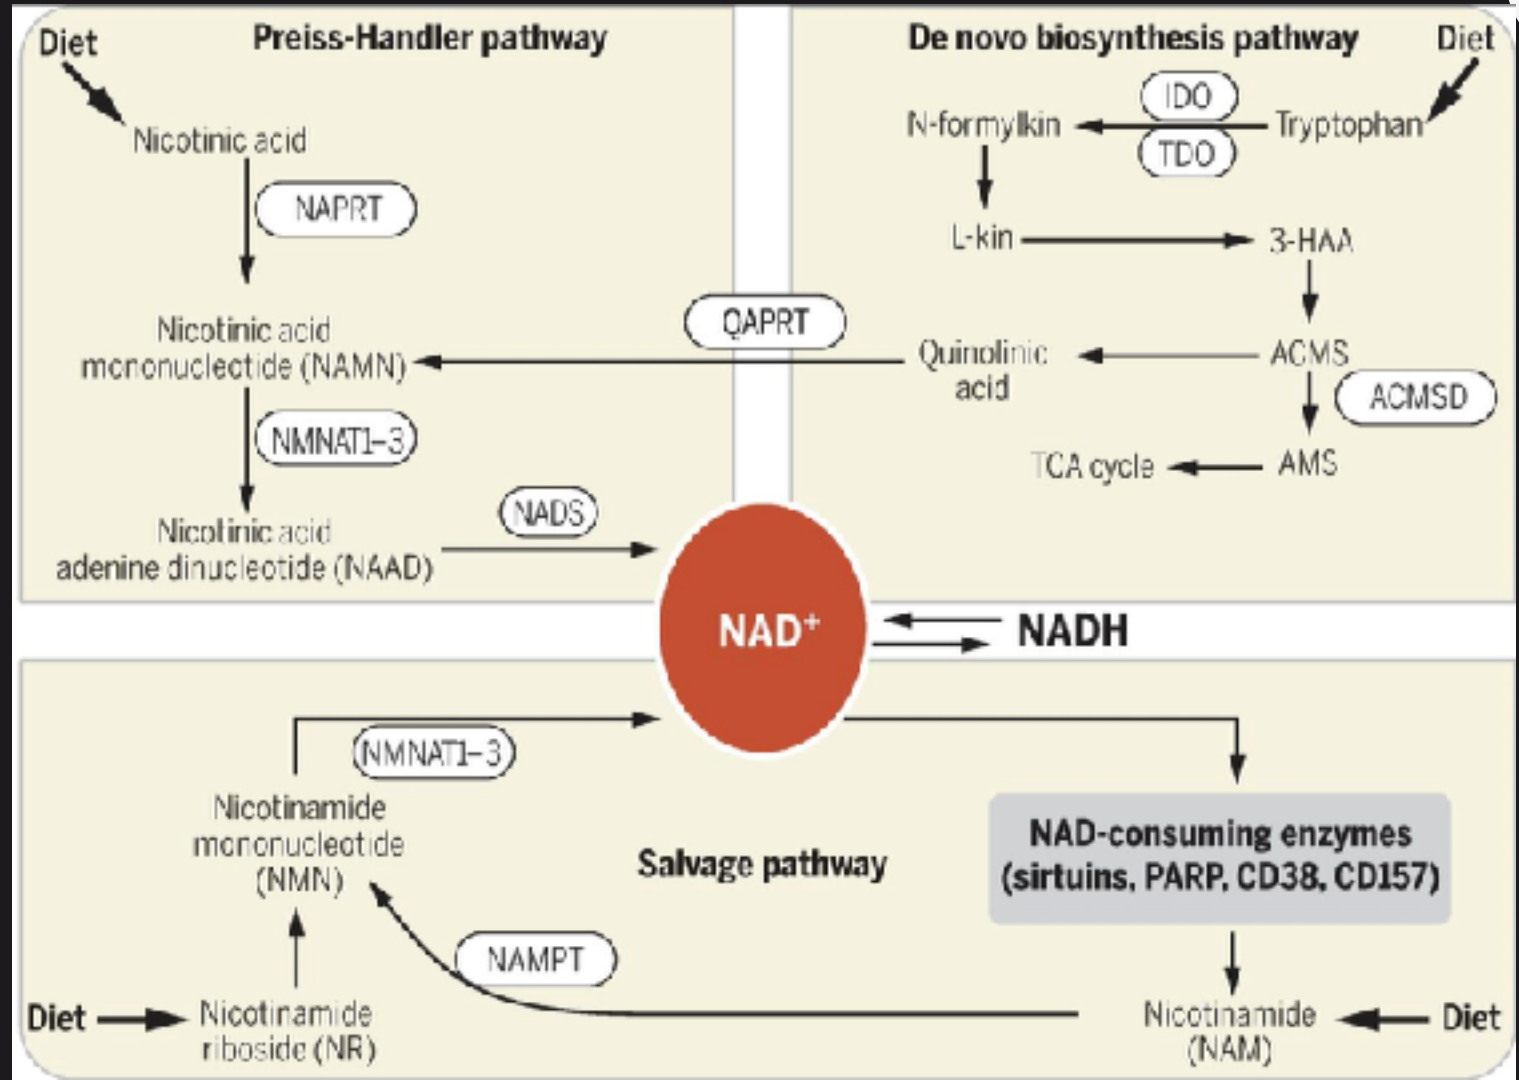 Diet
Preiss-Handler pathway
Nicotinic acid
NAPRT
Nicotinic acid
mononucleotide (NAMN)
NMNAT1–3
Nicotinic acid
adenine dinucleotide (NAAD)
NADS
QAPRT
De novo biosynthesis pathway
Diet
IDO
N-formylkin
Tryptophan
TDO
L-kin
3-HAA
Quinolinic
acid
ACMS
ACMSD
TCA cycle
AMS
NAD+
NADH
NMNAT1–3
Nicotinamide
mononucleotide
(NMN)
Salvage pathway
NAD-consuming enzymes
(sirtuins, PARP, CD38, CD157)
NAMPT
Diet
Nicotinamide
riboside (NR)
Nicotinamide
(NAM)
Diet